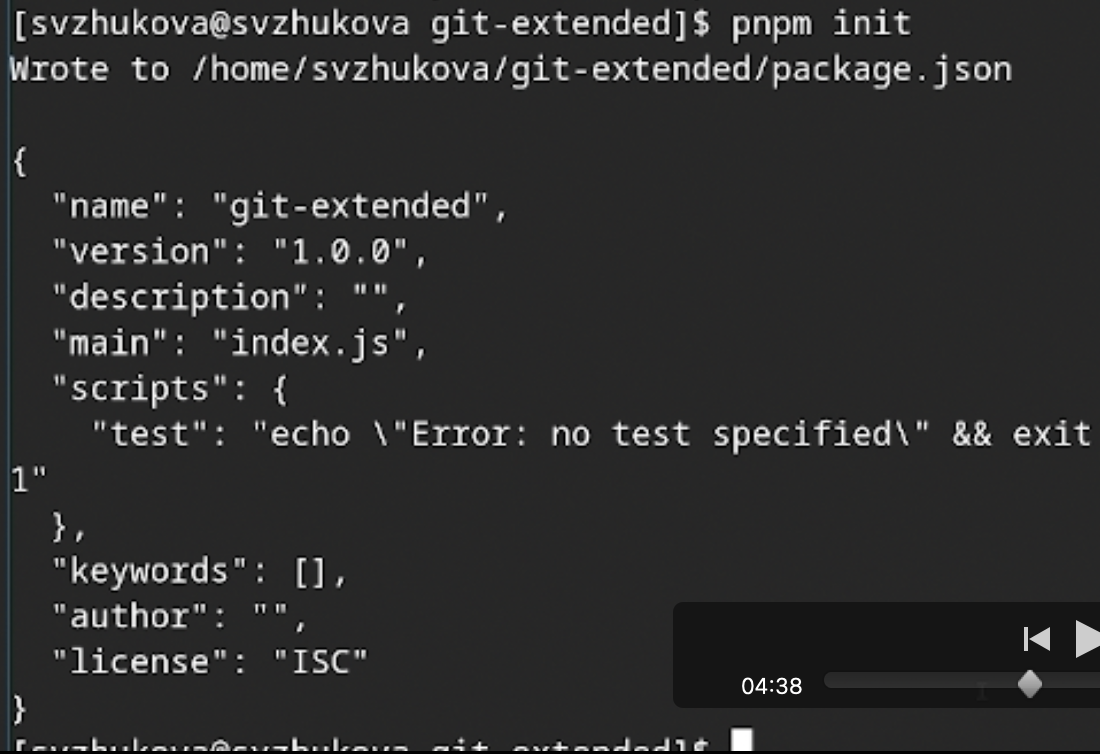 [svzhukova@svzhukova git-extended]$ pnpm init
Wrote to /home/svzhukova/git-extended/package.json
{
"name": "git-extended",
"version": "1.0.0",
"description": "",
"main": "index.js",
"scripts": {
"test": "echo \"Error: no test specified\" && exit
1"
},
"keywords": [],
"author": "",
"license": "ISC"
}
04:38
[svzhukova@svzhukova git-extended]$